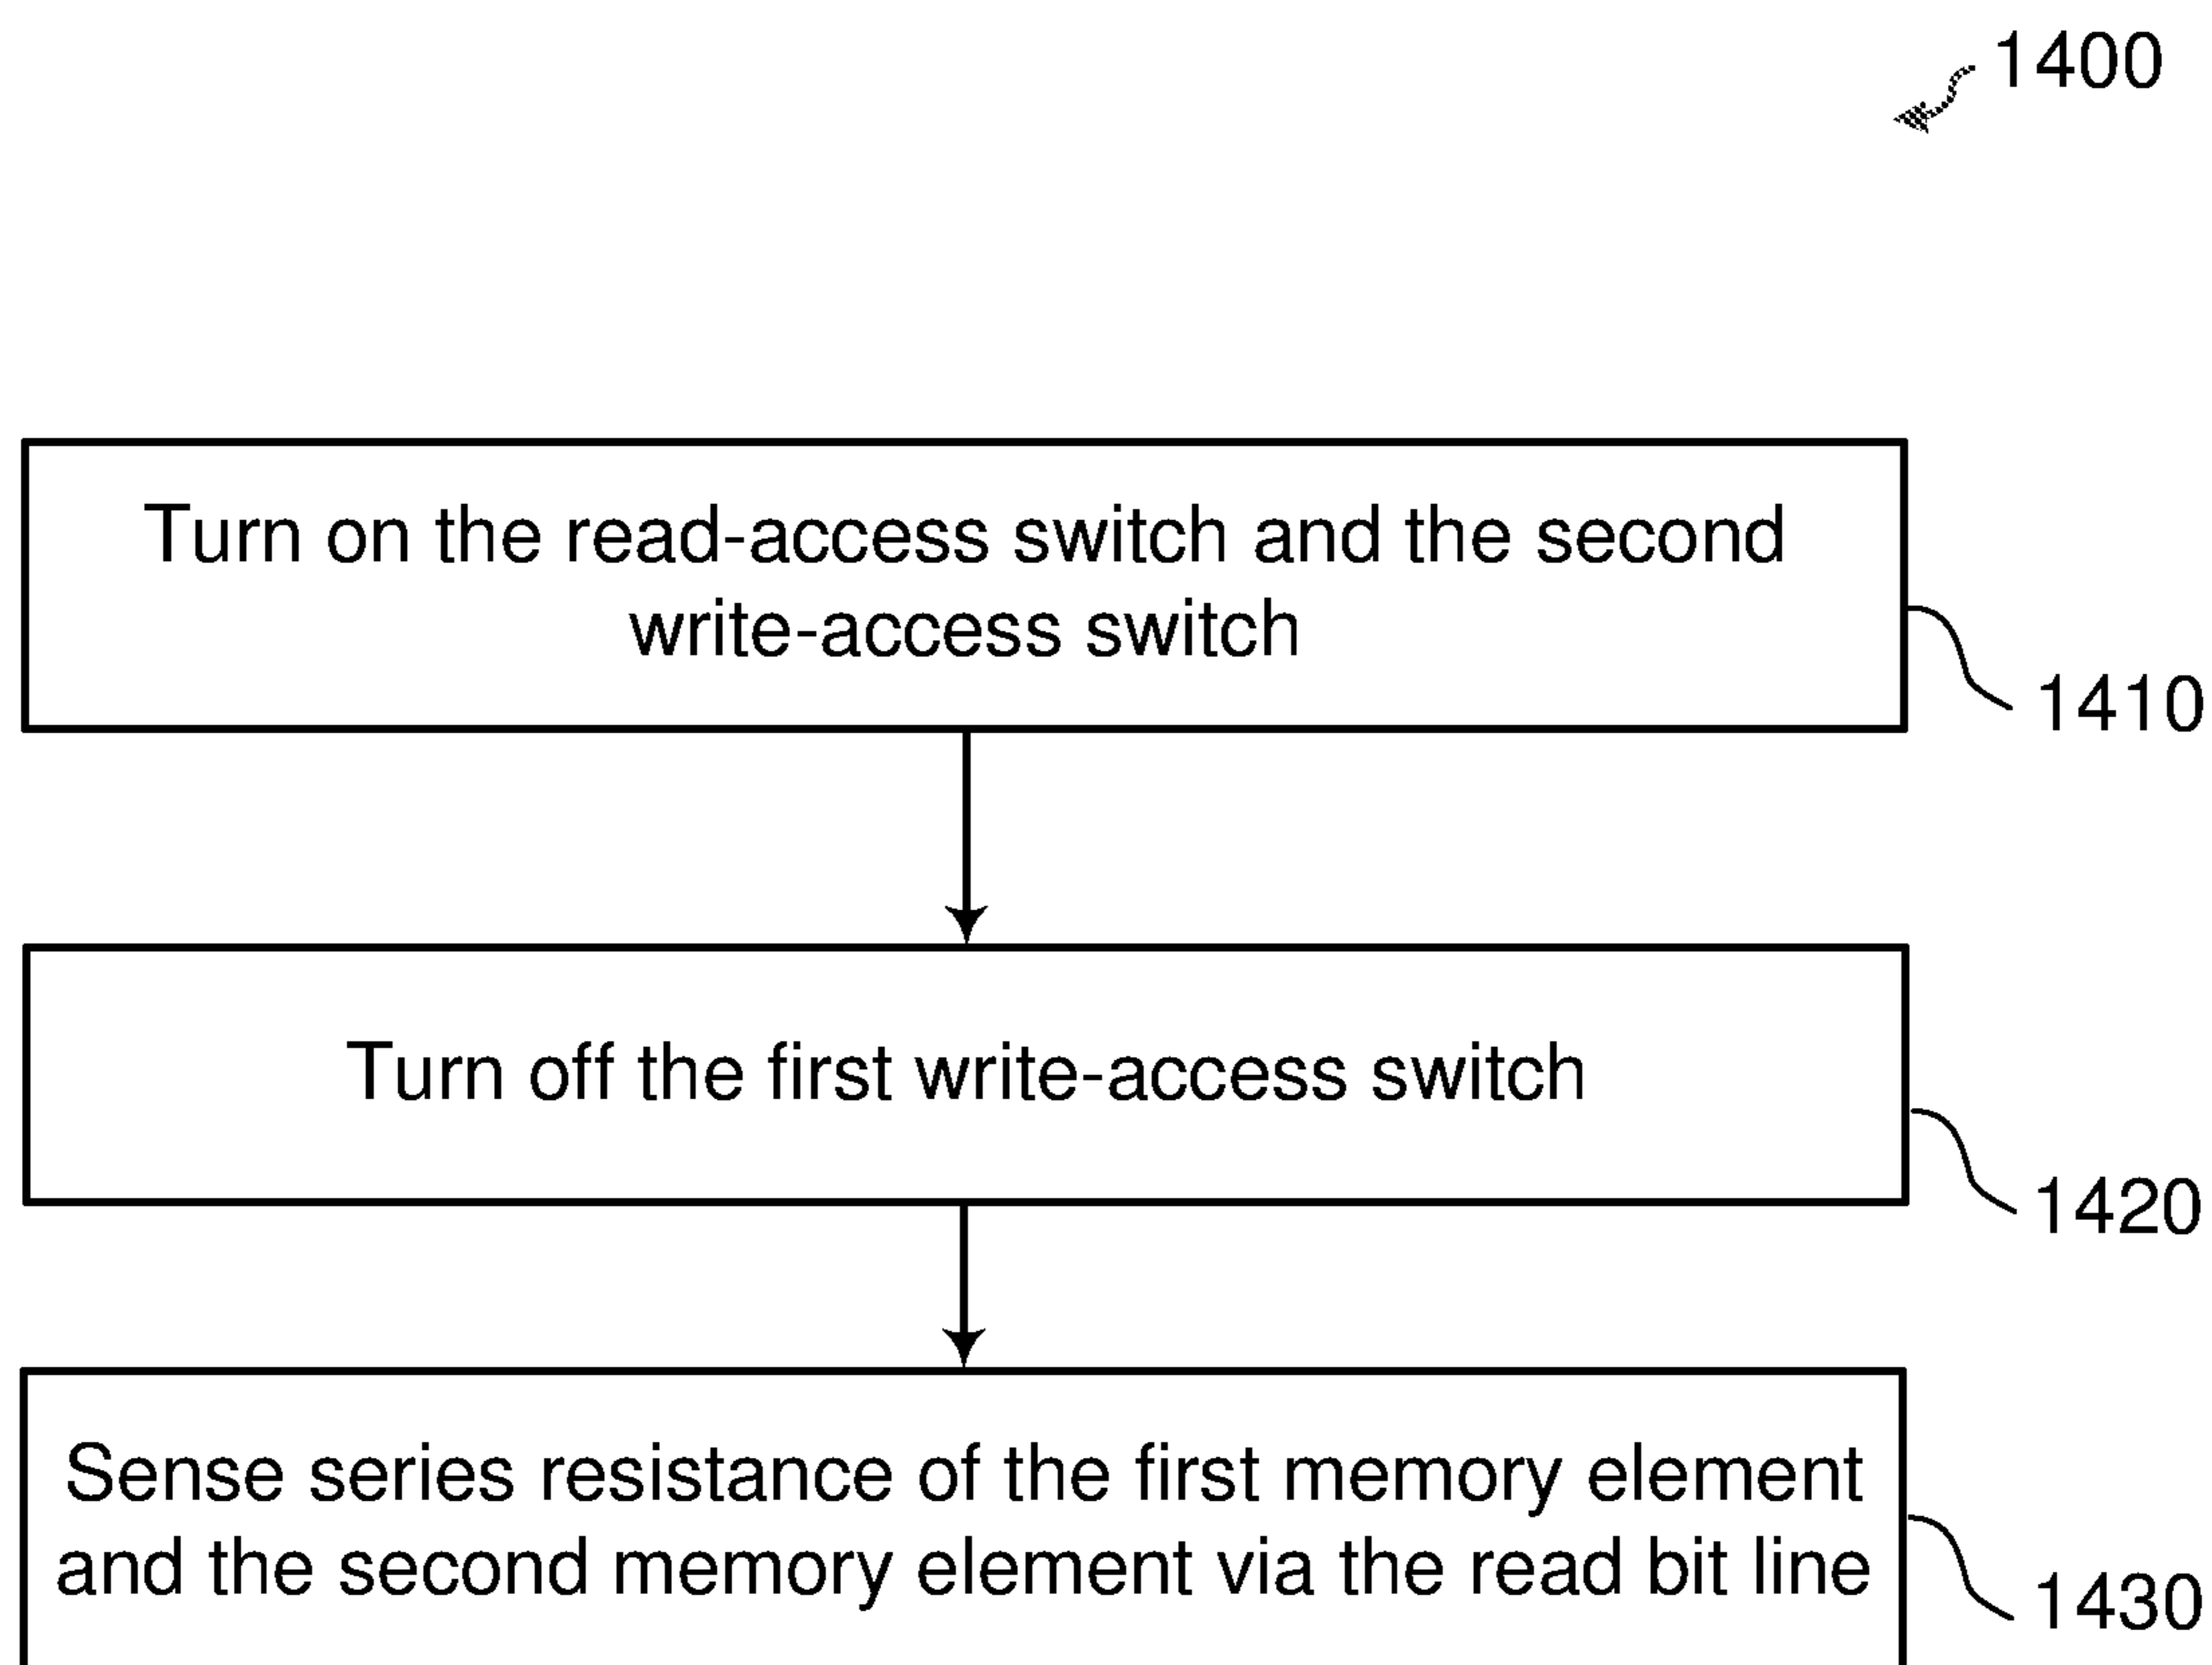 1400
Turn on the read-access switch and the second
write-access switch
1410
Turn off the first write-access switch
1420
Sense series resistance of the first memory element
and the second memory element via the read bit line
1430